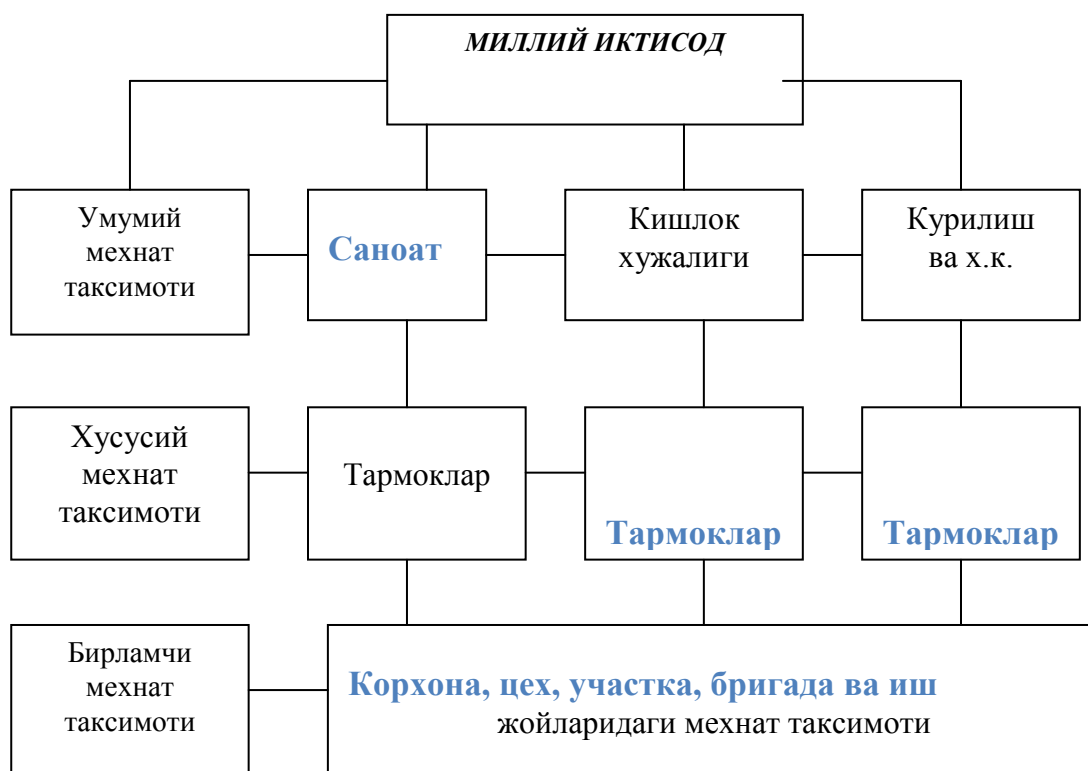 МИЛЛИЙ ИКТИСОД
Умумий
мехнат
таксимоти
Саноат
Кишлок
хужалиги
Курилиш
ва х.к.
Хусусий
мехнат
таксимоти
Тармоклар
Тармоклар
Тармоклар
Бирламчи
мехнат
таксимоти
Корхона, цех, участка, бригада ва иш
жойларидаги мехнат таксимоти